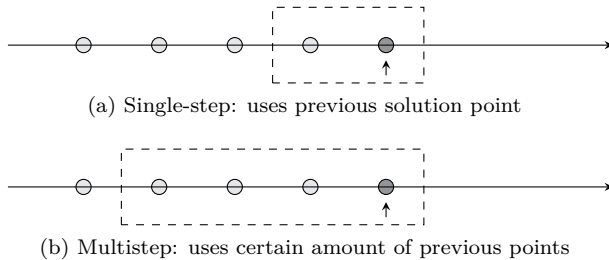 (a) Single-step: uses previous solution point
(b) Multistep: uses certain amount of previous points